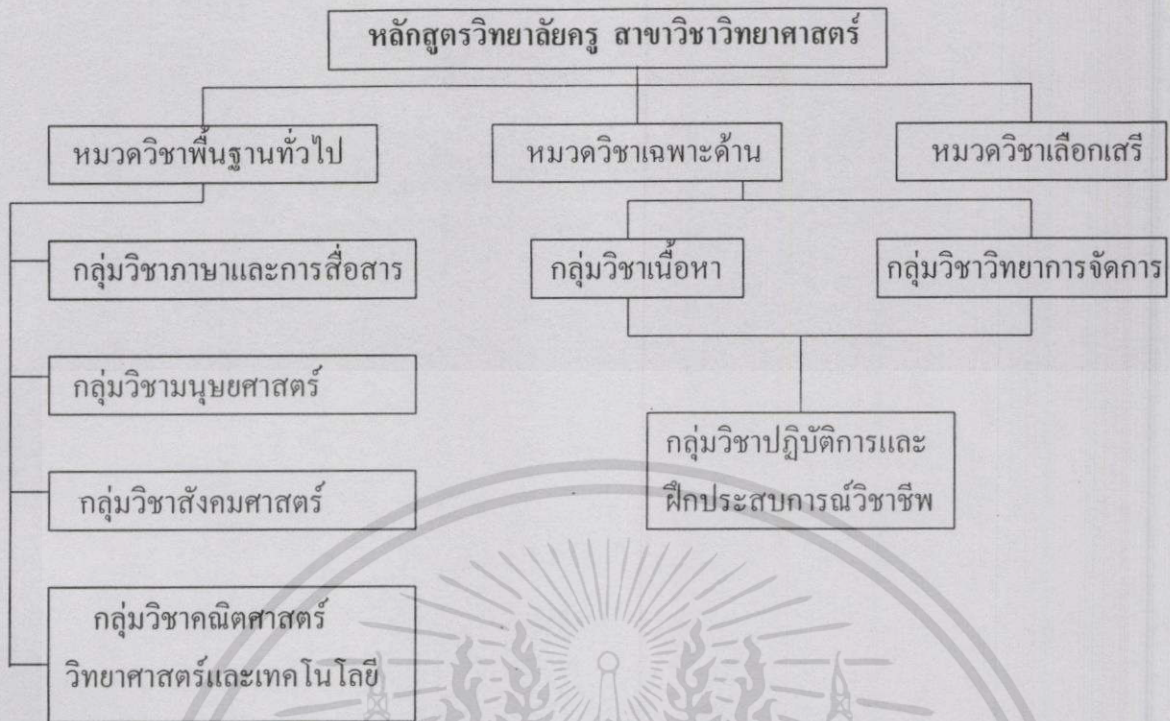 หลักสูตรวิทยาลัยครู สาขาวิชาวิทยาศาสตร์
หมวดวิชาพื้นฐานทั่วไป
หมวดวิชาเฉพาะด้าน
หมวดวิชาเลือกเสรี
กลุ่มวิชาภาษาและการสื่อสาร
กลุ่มวิชาเนื้อหา
กลุ่มวิชาวิทยาการจัดการ
กลุ่มวิชามนุษยศาสตร์
กลุ่มวิชาปฏิบัติการและ
ฝึกประสบการณ์วิชาชีพ
กลุ่มวิชาสังคมศาสตร์
กลุ่มวิชาคณิตศาสตร์
วิทยาศาสตร์และเทคโนโลยี